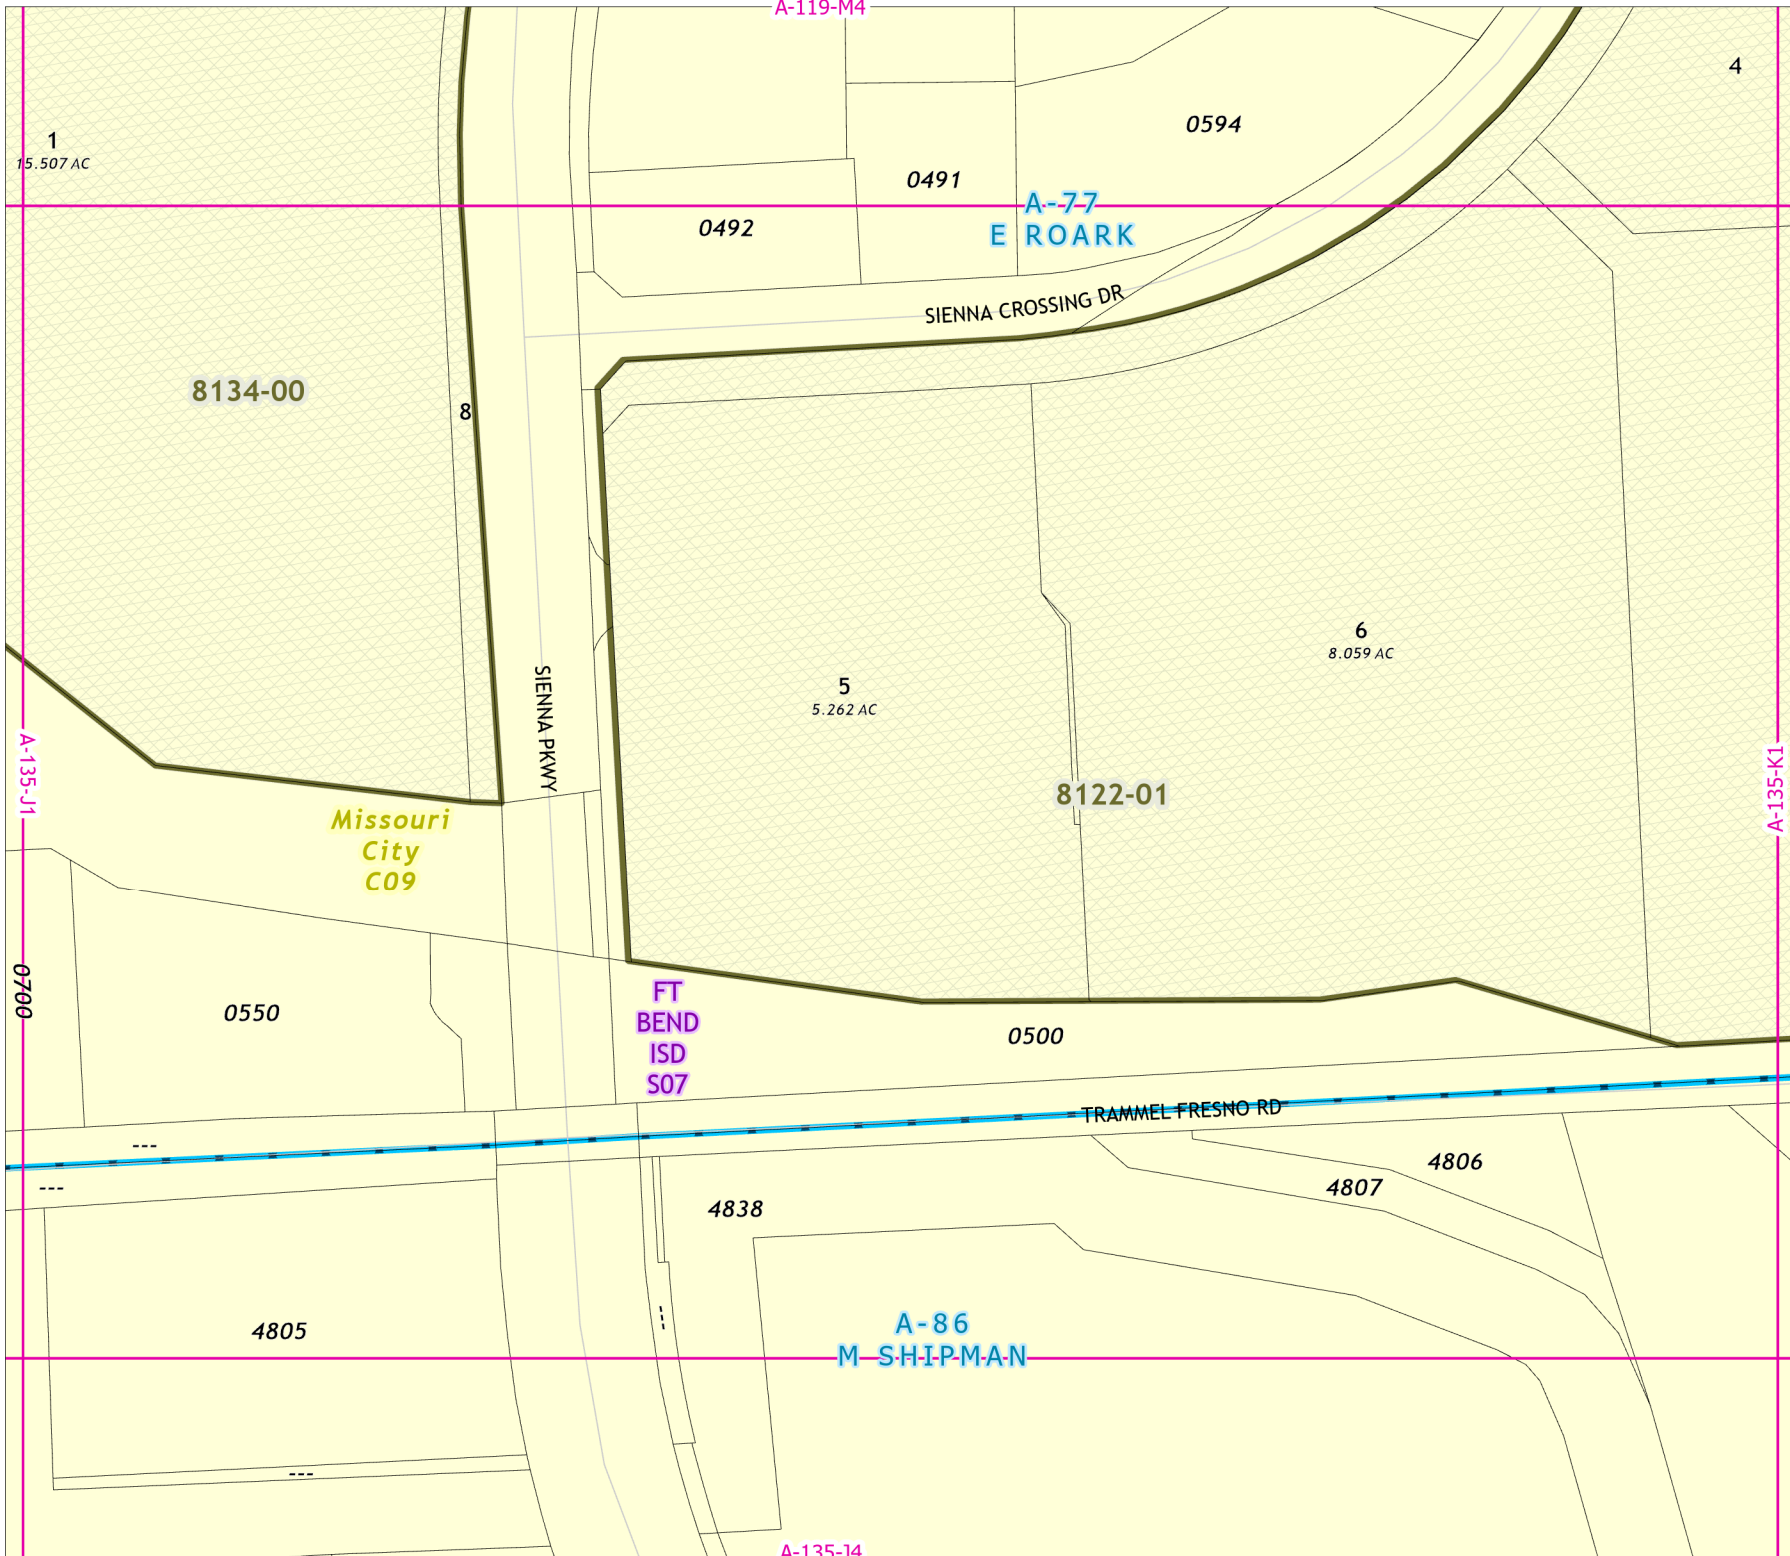 A-119-M4
4
1
15.507 AC
0594
0491
A-77
E ROARK
0492
SIENNA CROSSING DR
8134-00
8
6
8.059 AC
5
5.262 AC
SIENNA PKWY
A-135-J1
A-135-K1
8122-01
Missouri
City
C09
0700
0550
FT
BEND
ISD
S07
0500
TRAMMEL FRESNO RD
---
---
4806
4807
4838
---
4805
A-86
M SHIPMAN
---
A-135-J4